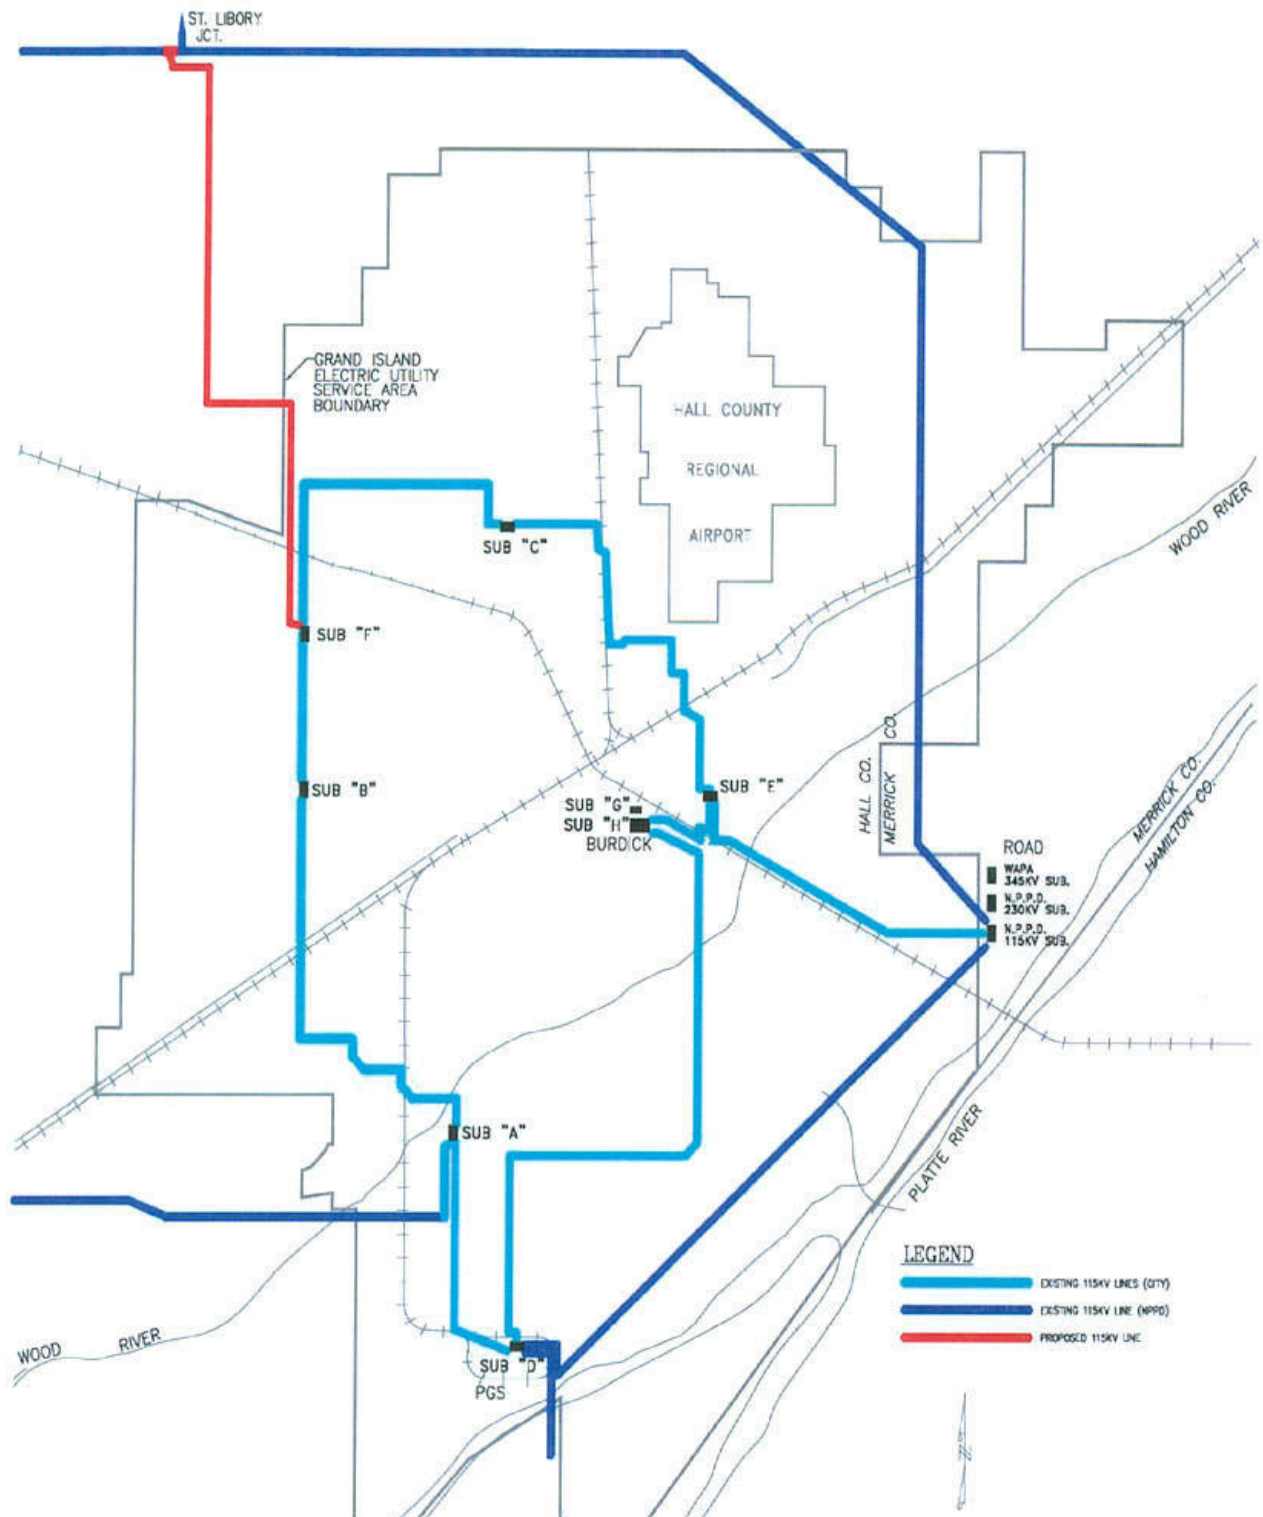 ST. LIBORY
JCT.
GRAND ISLAND
ELECTRIC UTILITY
SERVICE AREA
BOUNDARY
HALL COUNTY
REGIONAL
AIRPORT
WOOD RIVER
SUB "C"
SUB "F"
SUB "B"
SUB "E"
SUB "G"
SUB "H"
BURDICK
HALL CO.
MERRICK CO.
MERRICK CO.
HAMILTON CO.
ROAD
WAPA
345KV SUB.
N.P.P.D.
230KV SUB.
N.P.P.D.
115KV SUB.
SUB "A"
PLATTE RIVER
WOOD RIVER
SUB "D"
PGS
LEGEND
EXISTING 115KV LINES (CITY)
EXISTING 115KV LINE (NPPD)
PROPOSED 115KV LINE